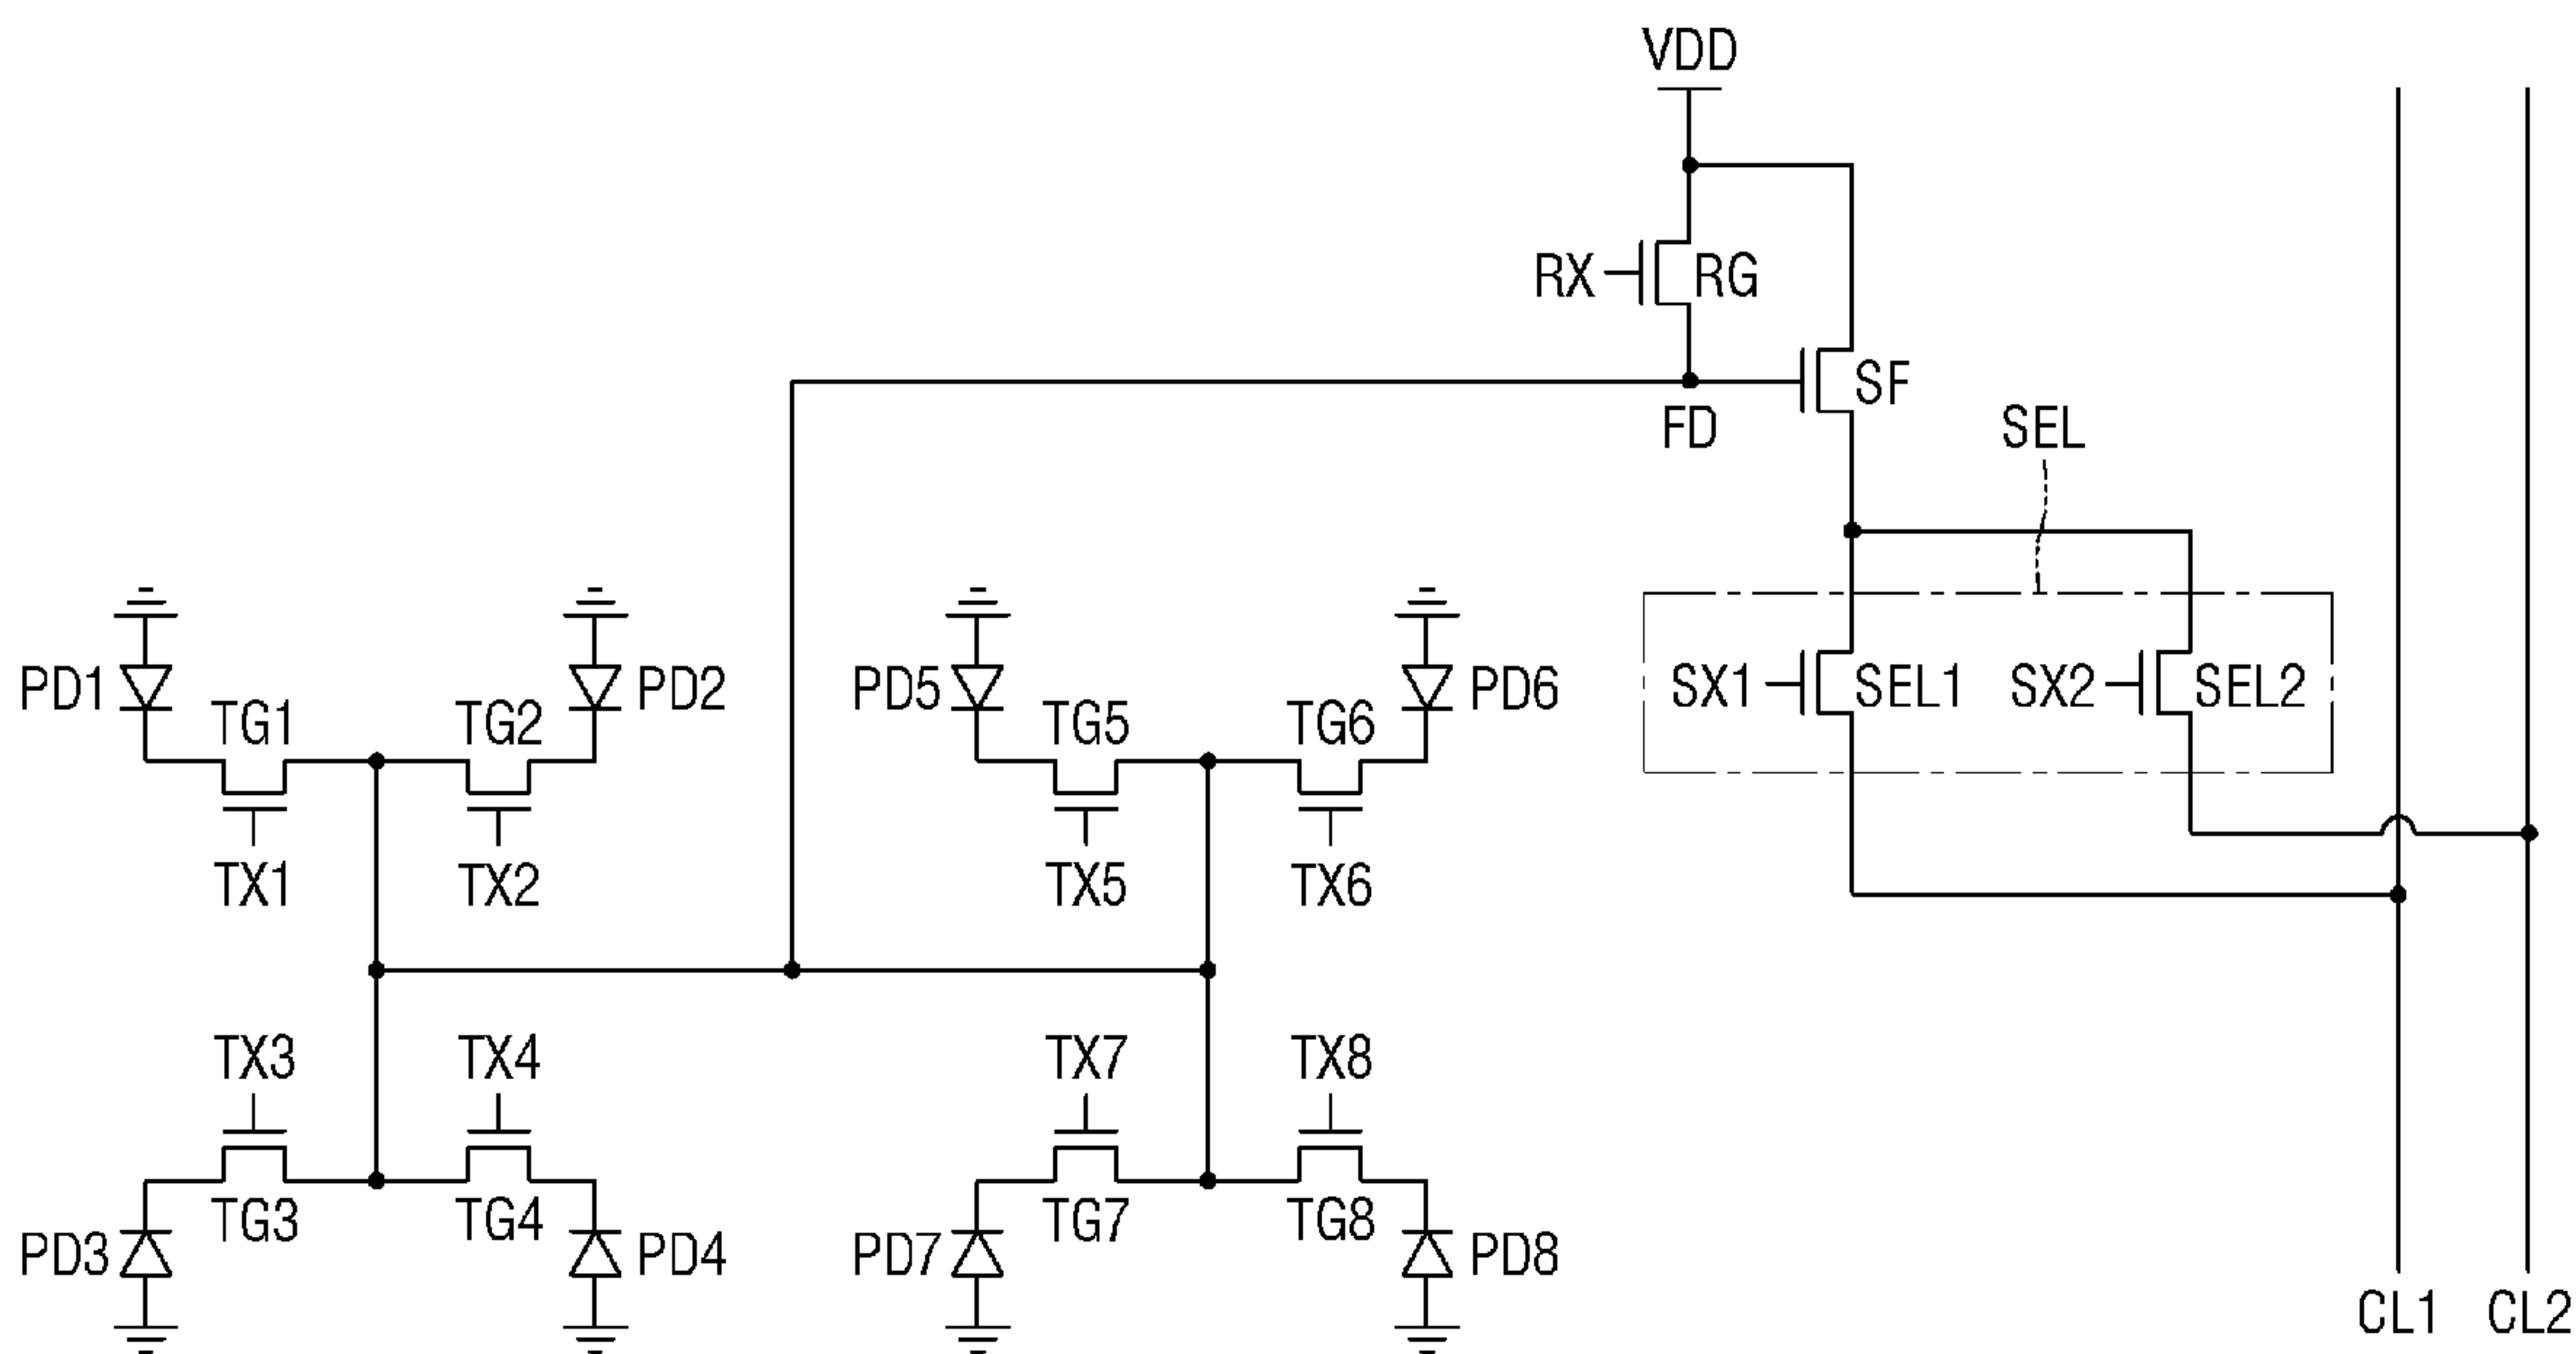 VDD
RX RG
SF
FD
SEL
PD1 PD2 PD5 PD6 SX1 SEL1 SX2 SEL2
TG1 TG2 TG5 TG6
TX1 TX2 TX5 TX6
TX3 TX4 TX7 TX8
TG3 TG4 TG7 TG8
PD3 PD4 PD7 PD8
CL1 CL2